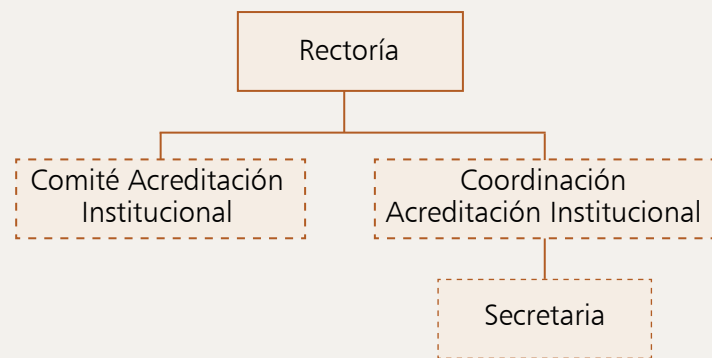 Rectoría
Comité Acreditación
Institucional
Coordinación
Acreditación Institucional
Secretaria